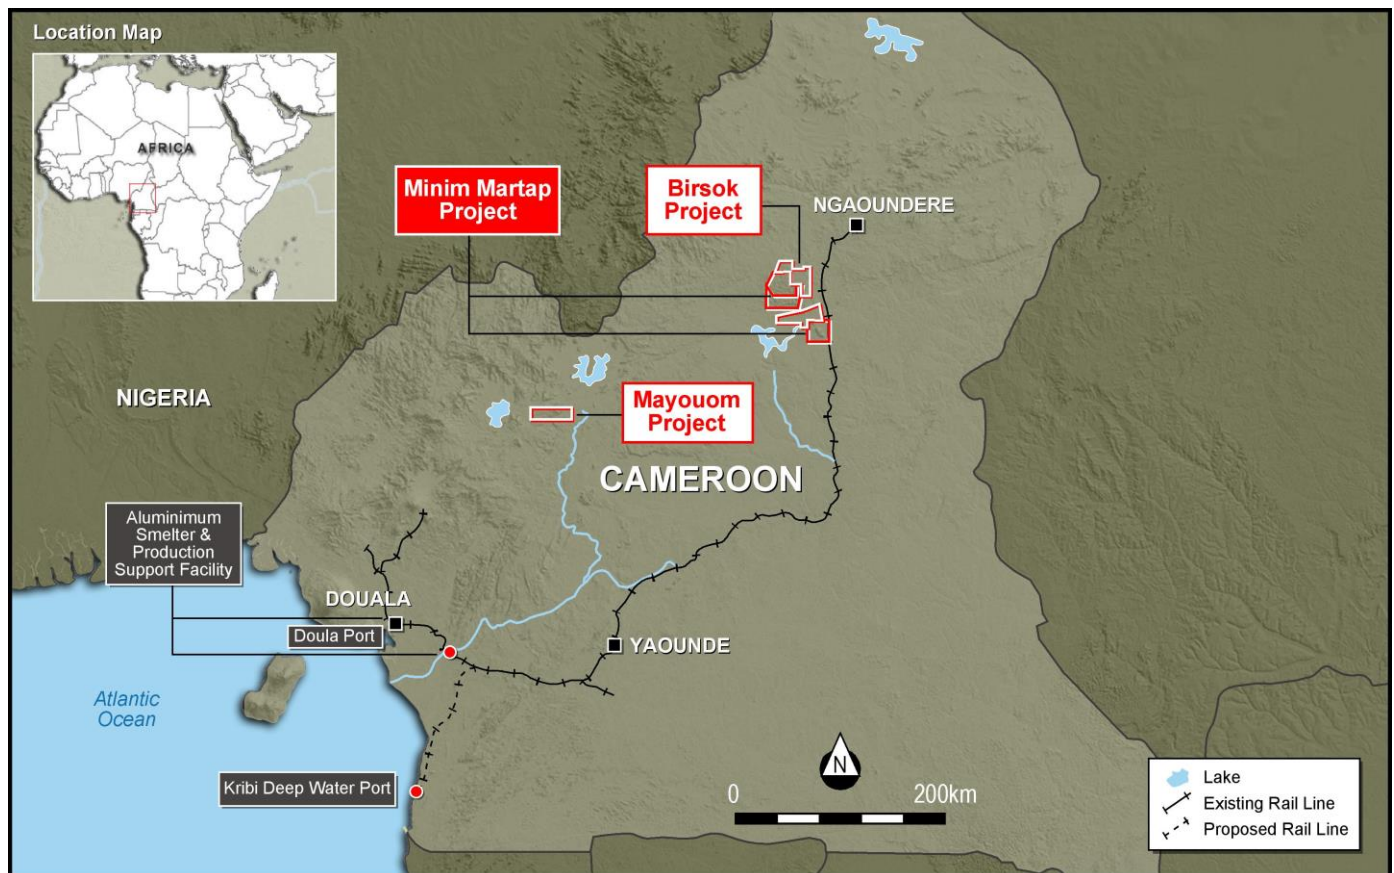 Location Map
AFRICA
Minim Martap
Project
Birsok
Project
NGAOUNDERE
NIGERIA
Mayouom
Project
CAMEROON
Aluminimum
Smelter &
Production
Support Facility
DOUALA
Doula Port
YAOUNDE
Atlantic
Ocean
Kribi Deep Water Port
N
0
200km
Lake
Existing Rail Line
Proposed Rail Line